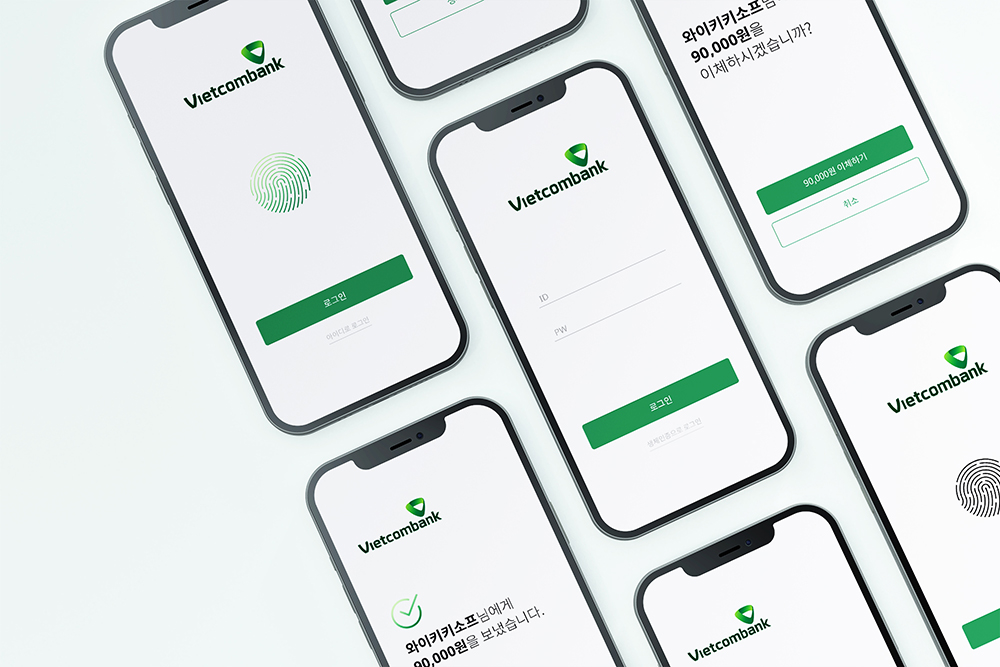 Vietcombank
로그인
아이디로 로그인
Vietcombank
ID
PW
로그인
생체인증으로 로그인
와이키키소프님
90,000원을
이체하시겠습니까?
90,000원 이체하기
취소
Vietcombank
와이키키소프님에게
90,000원을 보냈습니다.
Vietcombank
Vietcombank